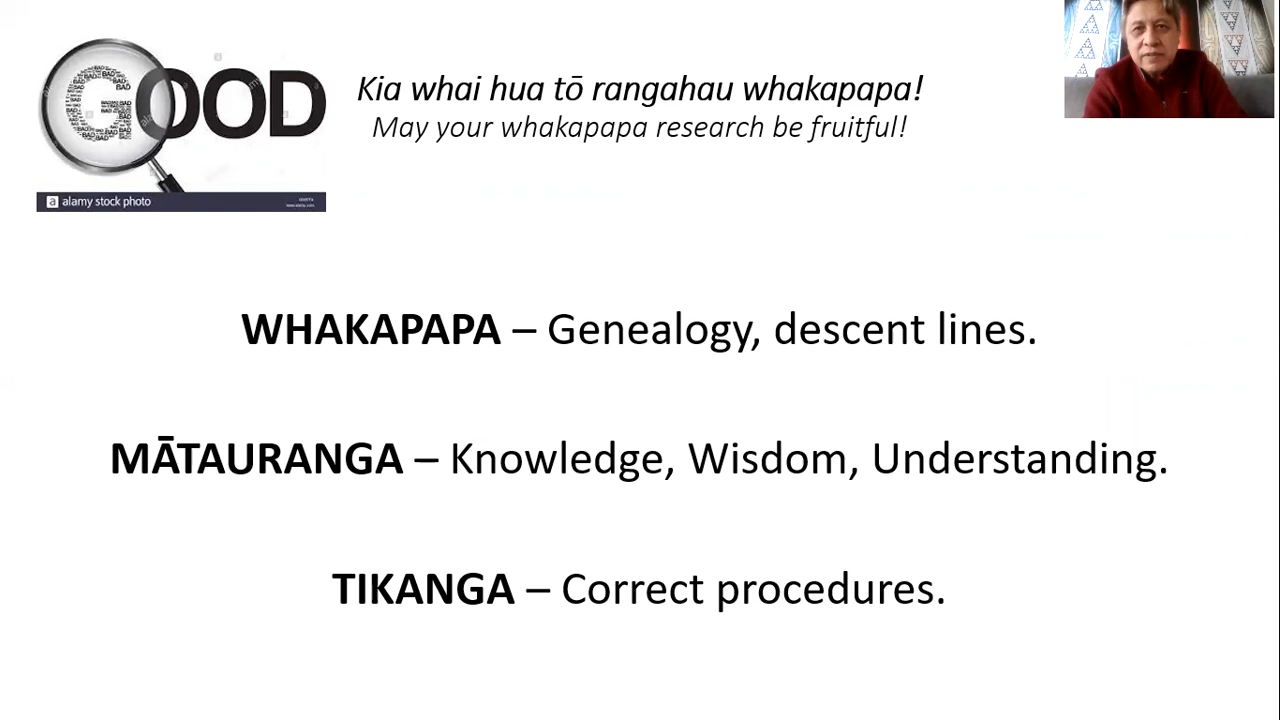 GOOD
Kia whai hua tō rangahau whakapapa!
May your whakapapa research be fruitful!
a alamy stock photo
WHAKAPAPA – Genealogy, descent lines.
MĀTAURANGA – Knowledge, Wisdom, Understanding.
TIKANGA – Correct procedures.